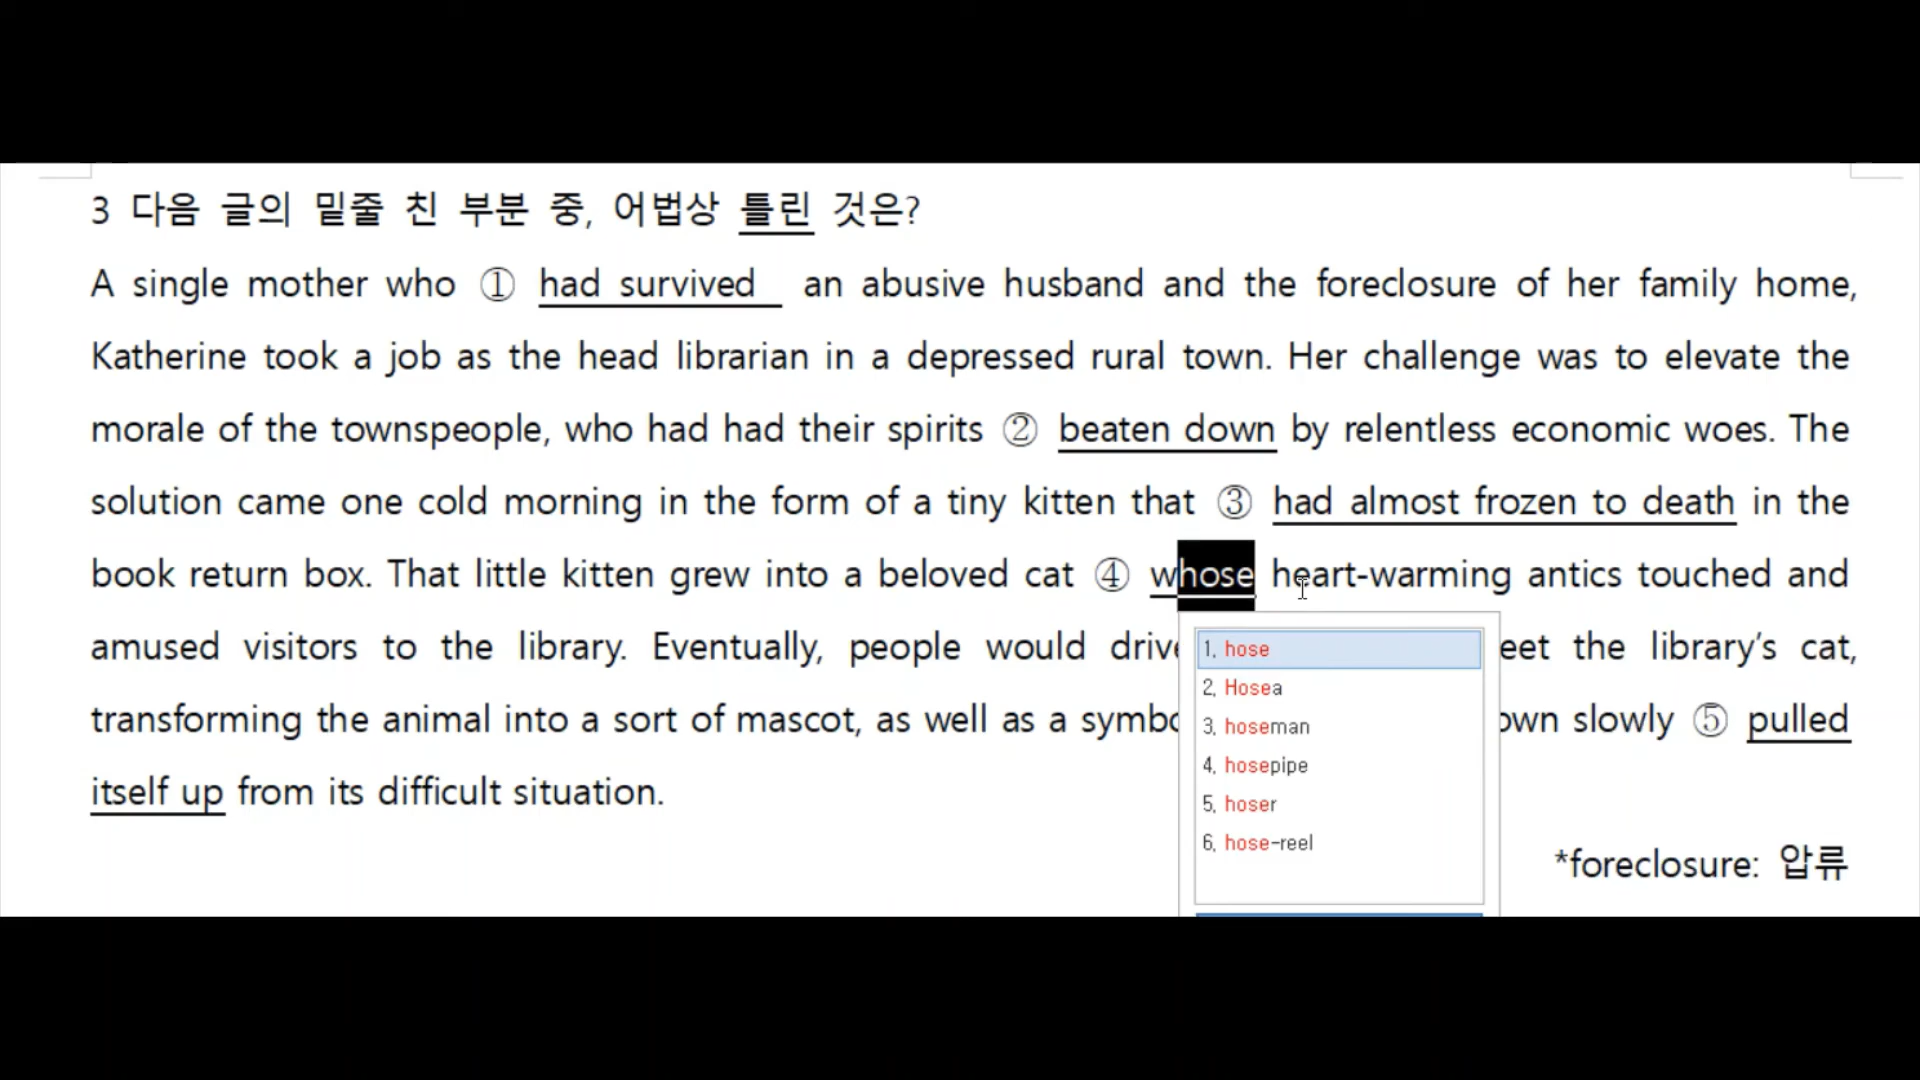 3 다음 글의 밑줄 친 부분 중, 어법상 틀린 것은?
A single mother who ① had survived an abusive husband and the foreclosure of her family home,
Katherine took a job as the head librarian in a depressed rural town. Her challenge was to elevate the
morale of the townspeople, who had had their spirits ② beaten down by relentless economic woes. The
solution came one cold morning in the form of a tiny kitten that ③ had almost frozen to death in the
book return box. That little kitten grew into a beloved cat ④ whose heart-warming antics touched and
amused visitors to the library. Eventually, people would the library's cat,
transforming the animal into a sort of mascot, as well as a slowly ⑤ pulled
itself up from its difficult situation.
1, hose
2, Hosea
3, hoseman
4, hosepipe
5, hoser
6, hose-reel
*foreclosure: 압류